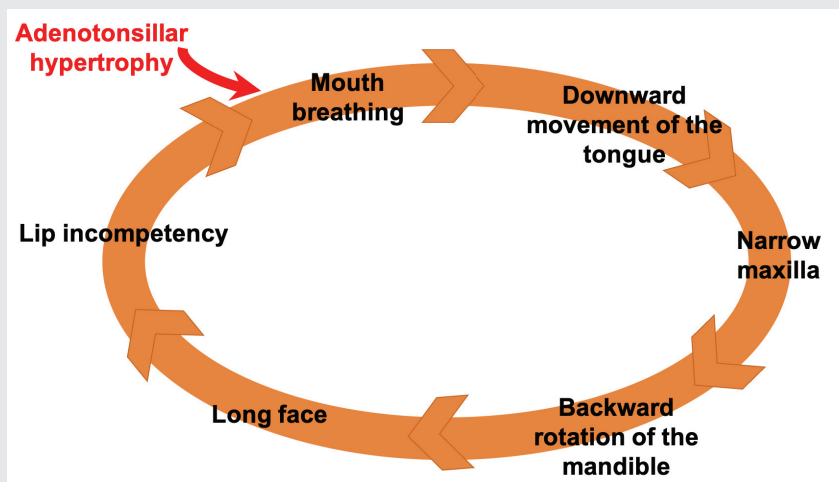 Adenotonsillar
hypertrophy
Mouth
breathing
Downward
movement of the
tongue
Narrow
maxilla
Backward
rotation of the
mandible
Long face
Lip incompetency